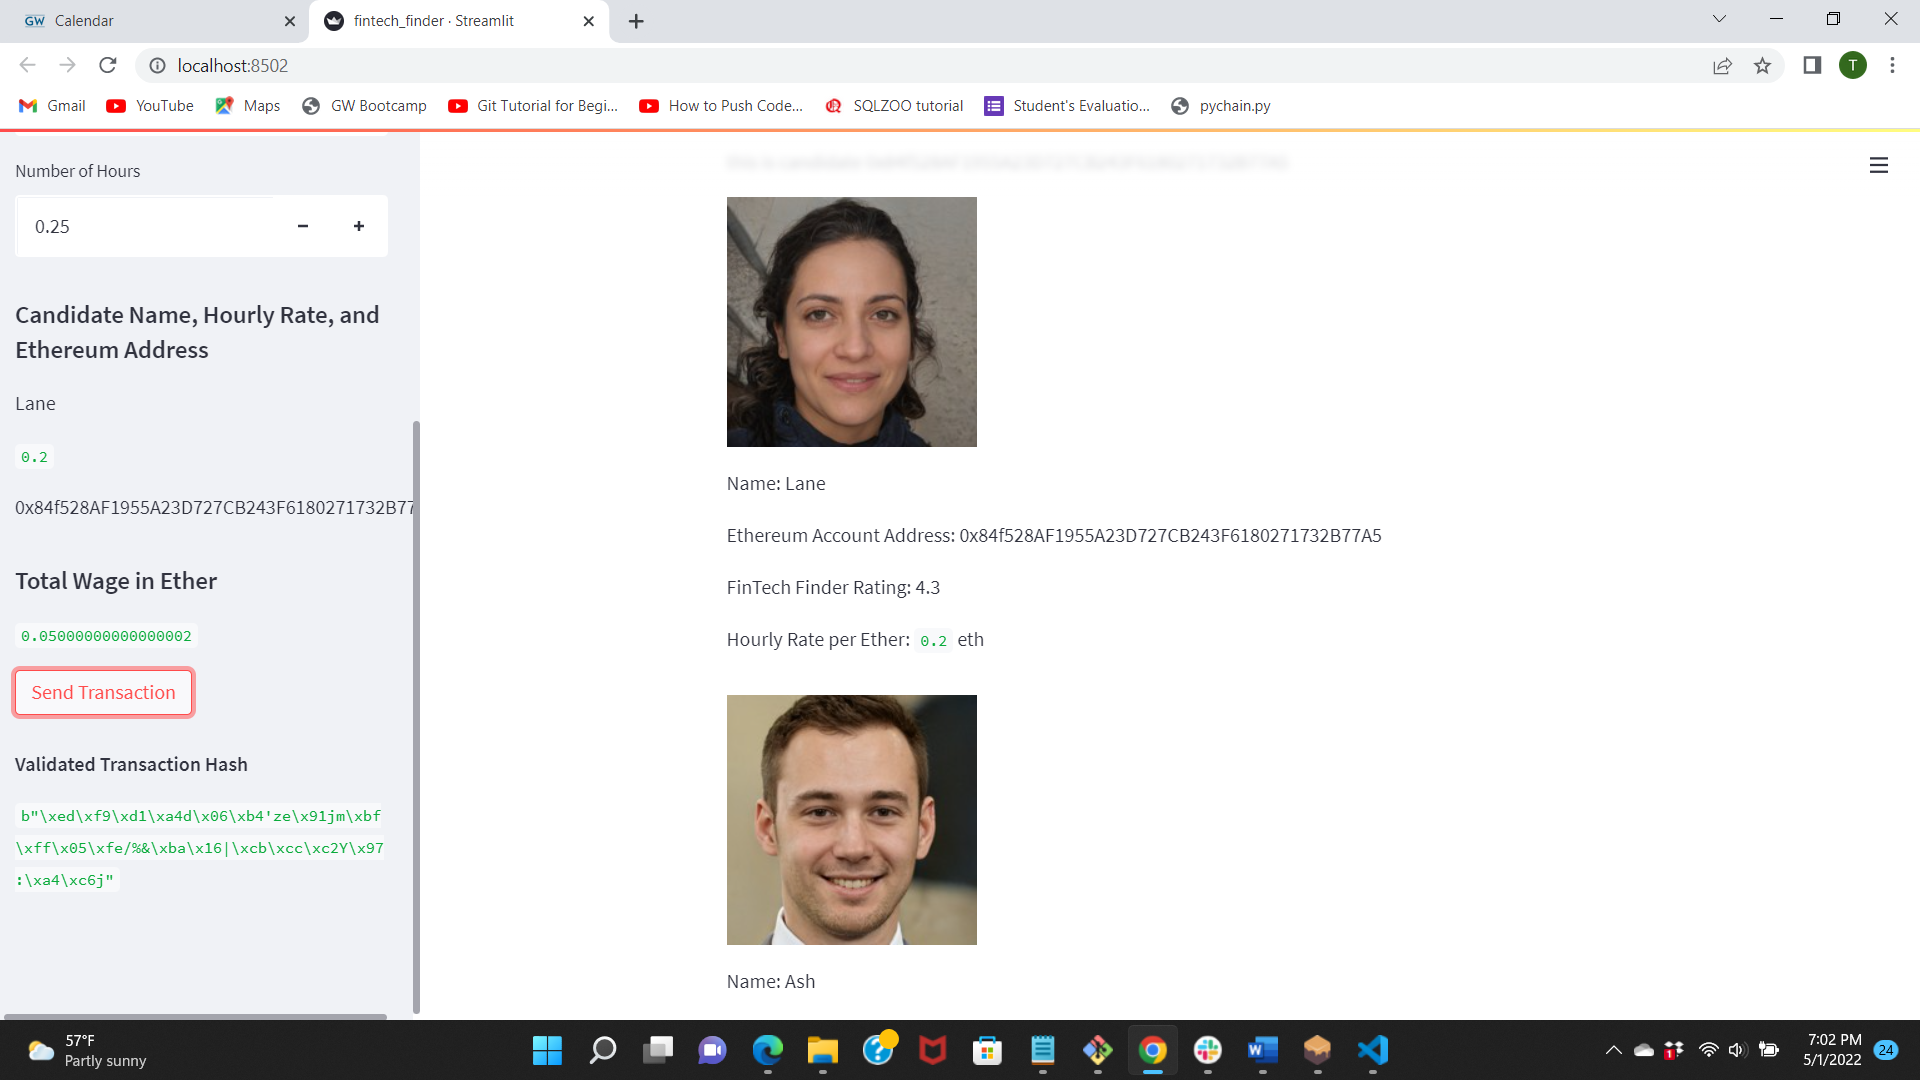 GW Calendar
fintech_finder · Streamlit
localhost:8502
T
Gmail
YouTube
Maps
GW Bootcamp
Git Tutorial for Begi...
How to Push Code...
SQLZOO tutorial
Student's Evaluatio...
pychain.py
Number of Hours
0.25
Candidate Name, Hourly Rate, and
Ethereum Address
Lane
0.2
0x84f528AF1955A23D727CB243F6180271732B77
Total Wage in Ether
0.05000000000000002
Send Transaction
Validated Transaction Hash
b"\xed\xf9\xd1\xa4d\x06\xb4'ze\x91jm\xbf
\xff\x05\xfe/%&\xba\x16|\xcb\xcc\xc2Y\x97
:\xa4\xc6j"
Name: Lane
Ethereum Account Address: 0x84f528AF1955A23D727CB243F6180271732B77A5
FinTech Finder Rating: 4.3
Hourly Rate per Ether: 0.2 eth
Name: Ash
57°F
Partly sunny
1
7:02 PM
5/1/2022
24